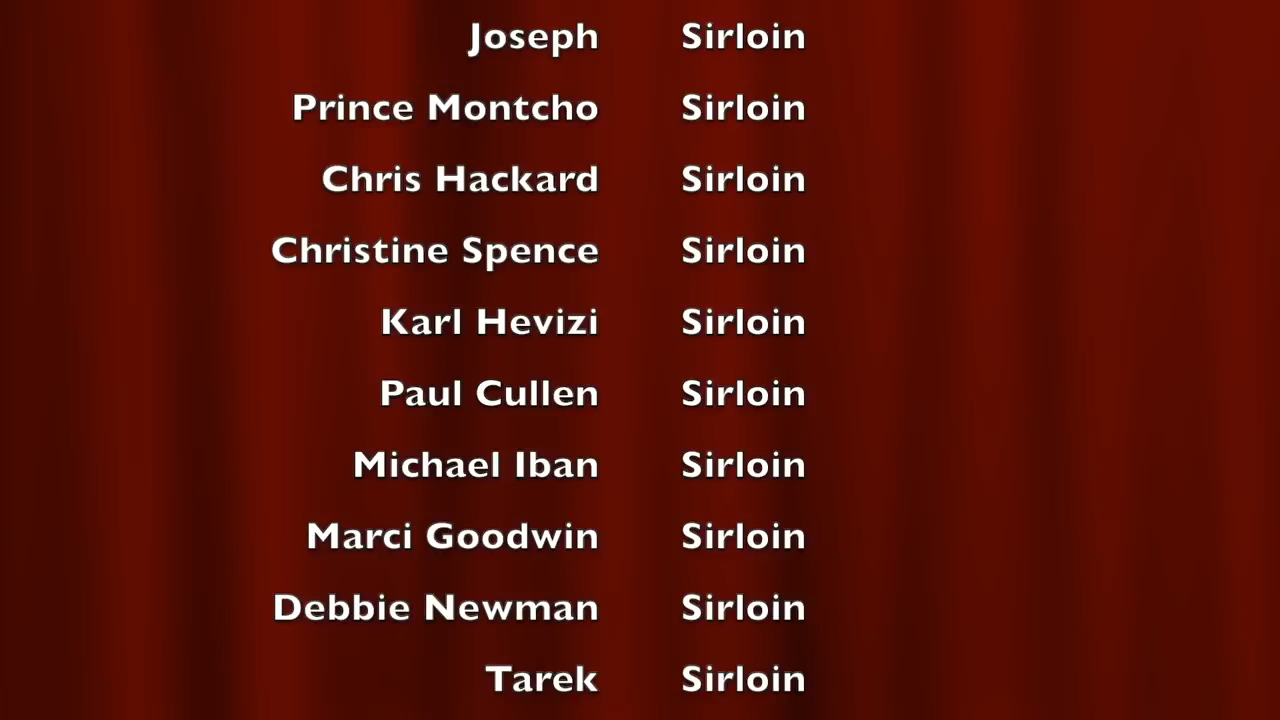 Joseph Sirloin
Prince Montcho Sirloin
Chris Hackard Sirloin
Christine Spence Sirloin
Karl Hevizi Sirloin
Paul Cullen Sirloin
Michael Iban Sirloin
Marci Goodwin Sirloin
Debbie Newman Sirloin
Tarek Sirloin